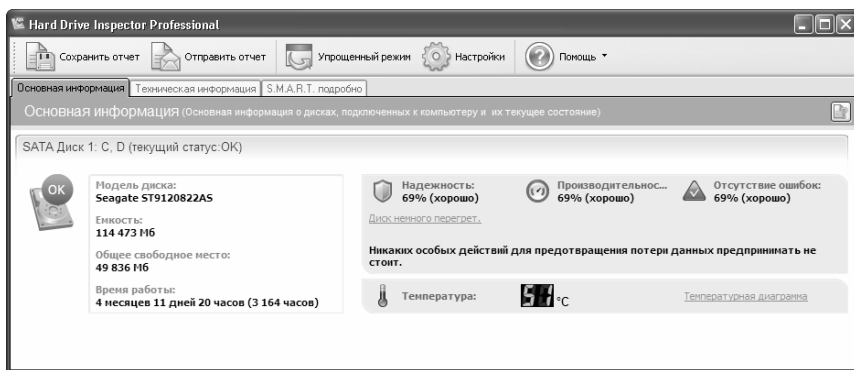 Hard Drive Inspector Professional
Сохранить отчет Отправить отчет Упрощенный режим Настройки Помощь
Основная информация Техническая информация S.M.A.R.T. подробно
Основная информация (Основная информация о дисках, подключенных к компьютеру и их текущее состояние)
SATA Диск 1: C, D (текущий статус:OK)
OK
Модель диска:
Seagate ST9120822AS
Емкость:
114 473 Мб
Общее свободное место:
49 836 Мб
Время работы:
4 месяцев 11 дней 20 часов (3 164 часов)
Надежность:
69% (хорошо)
Производительнос...
69% (хорошо)
Отсутствие ошибок:
69% (хорошо)
Диск немного перегрет.
Никаких особых действий для предотвращения потери данных предпринимать не
стоит.
Температура: °C Температурная диаграмма